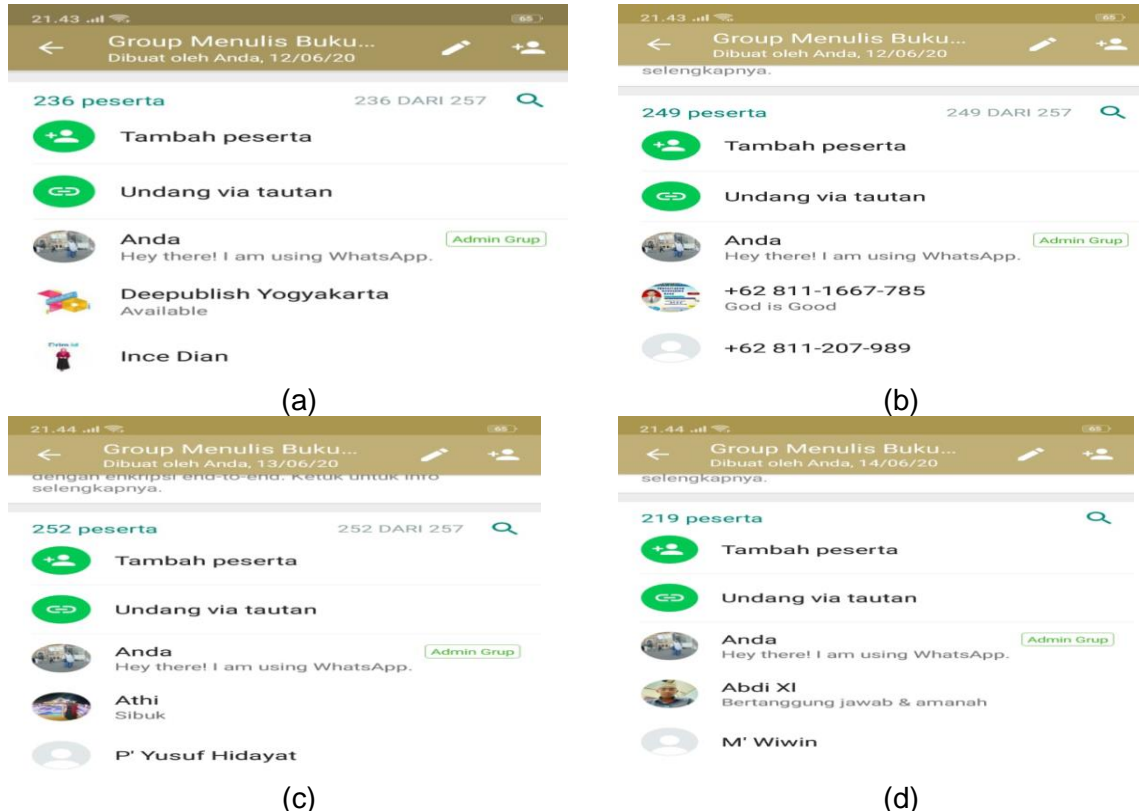 21.43
65
Group Menulis Buku...
Dibuat oleh Anda, 12/06/20
236 peserta 236 DARI 257
Tambah peserta
Undang via tautan
Anda Admin Grup
Hey there! I am using WhatsApp.
Deepublish Yogyakarta
Available
Ince Dian
(a)
21.43
65
Group Menulis Buku...
Dibuat oleh Anda, 12/06/20
selengkapnya.
249 peserta 249 DARI 257
Tambah peserta
Undang via tautan
Anda Admin Grup
Hey there! I am using WhatsApp.
+62 811-1667-785
God is Good
+62 811-207-989
(b)
21.44
65
Group Menulis Buku...
Dibuat oleh Anda, 13/06/20
dengan enkripsi end-to-end. Ketuk untuk info
selengkapnya.
252 peserta 252 DARI 257
Tambah peserta
Undang via tautan
Anda Admin Grup
Hey there! I am using WhatsApp.
Athi
Sibuk
P' Yusuf Hidayat
(c)
21.44
65
Group Menulis Buku...
Dibuat oleh Anda, 14/06/20
selengkapnya.
219 peserta
Tambah peserta
Undang via tautan
Anda Admin Grup
Hey there! I am using WhatsApp.
Abdi XI
Bertanggung jawab & amanah
M' Wiwin
(d)